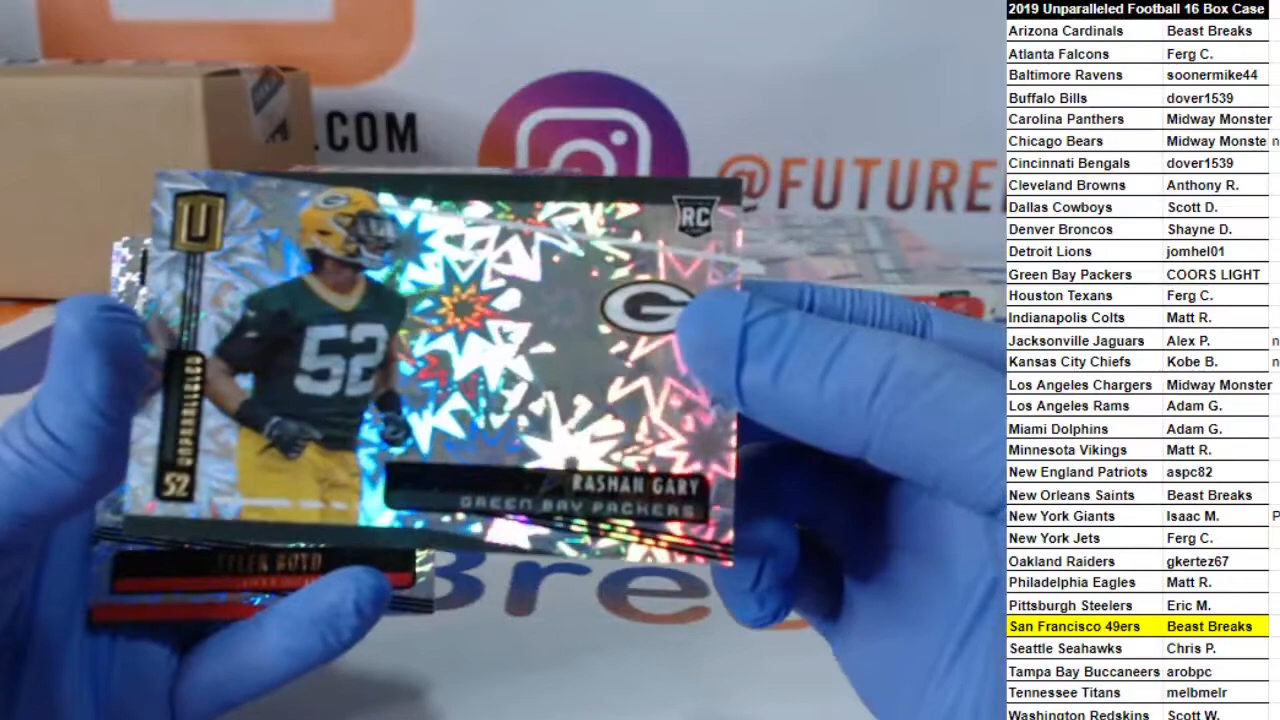 .COM
@FUTURE
U
RC
G
52
UNPARALLELED
52
RASHAN GARY
GREEN BAY PACKERS
TYLER BOYD
Bre
2019 Unparalleled Football 16 Box Case
Arizona Cardinals Beast Breaks
Atlanta Falcons Ferg C.
Baltimore Ravens soonermike44
Buffalo Bills dover1539
Carolina Panthers Midway Monster
Chicago Bears Midway Monste n
Cincinnati Bengals dover1539
Cleveland Browns Anthony R.
Dallas Cowboys Scott D.
Denver Broncos Shayne D.
Detroit Lions jomhel01
Green Bay Packers COORS LIGHT
Houston Texans Ferg C.
Indianapolis Colts Matt R.
Jacksonville Jaguars Alex P. n
Kansas City Chiefs Kobe B. n
Los Angeles Chargers Midway Monster
Los Angeles Rams Adam G.
Miami Dolphins Adam G.
Minnesota Vikings Matt R.
New England Patriots aspc82
New Orleans Saints Beast Breaks
New York Giants Isaac M. P
New York Jets Ferg C.
Oakland Raiders gkertez67
Philadelphia Eagles Matt R.
Pittsburgh Steelers Eric M.
San Francisco 49ers Beast Breaks
Seattle Seahawks Chris P.
Tampa Bay Buccaneers arobpc
Tennessee Titans melbmelr
Washington Redskins Scott W.